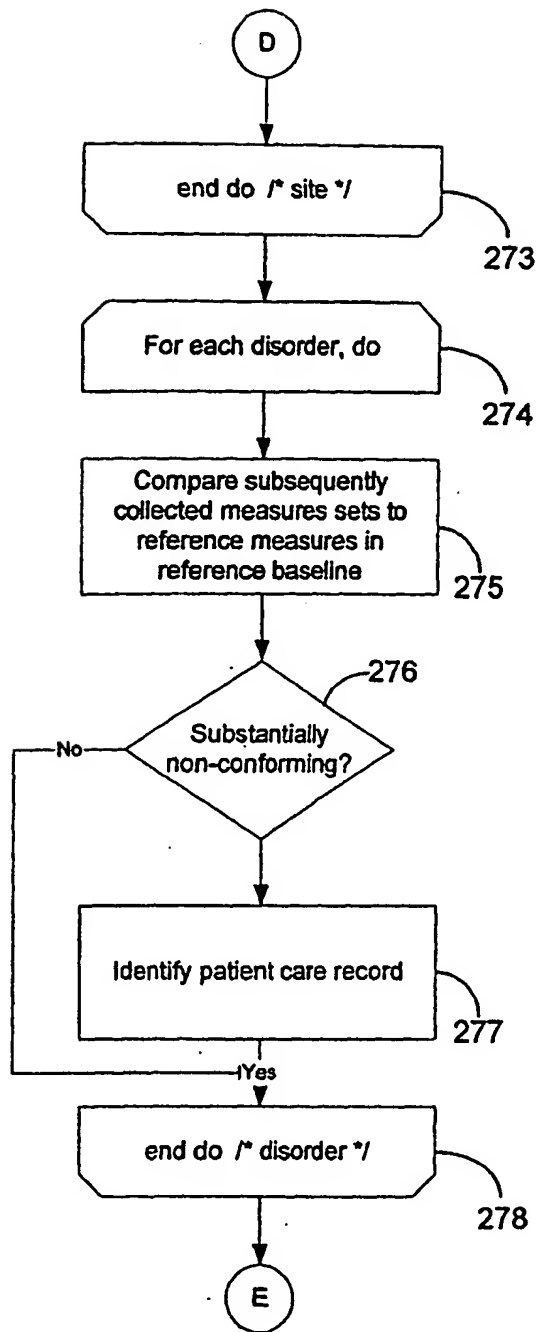 D
end do /* site */
273
For each disorder, do
274
Compare subsequently
collected measures sets to
reference measures in
reference baseline
275
276
Substantially
non-conforming?
No
Identify patient care record
277
Yes
end do /* disorder */
278
E